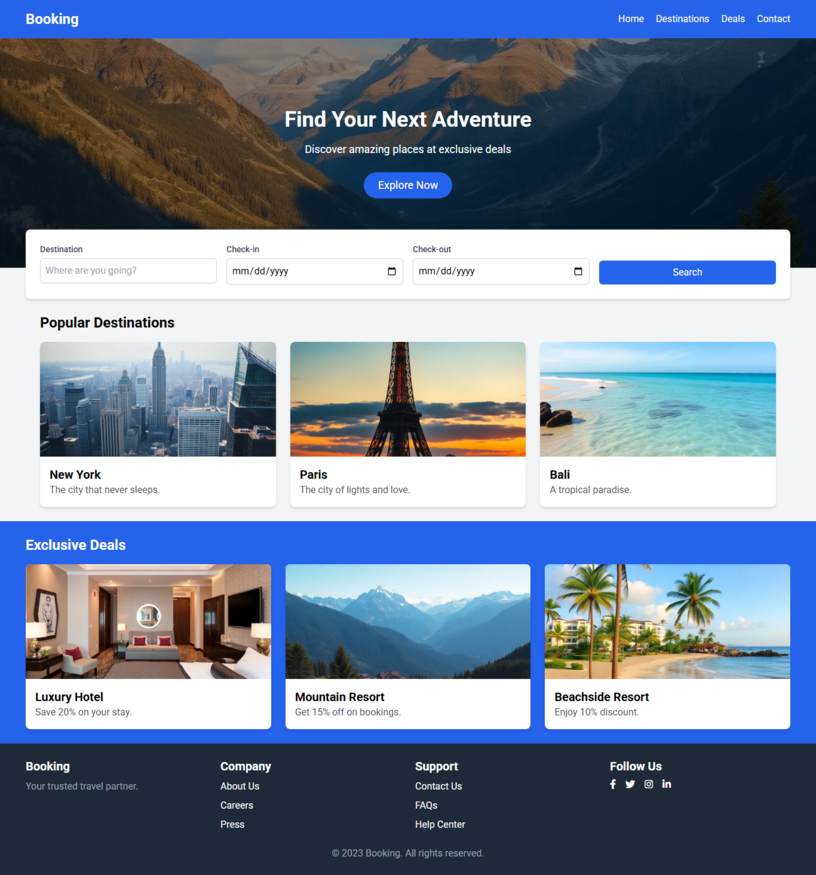 Booking
Home Destinations Deals Contact
Find Your Next Adventure
Discover amazing places at exclusive deals
Explore Now
Destination
Where are you going?
Check-in
mm/dd/yyyy
Check-out
mm/dd/yyyy
Search
Popular Destinations
New York
The city that never sleeps.
Paris
The city of lights and love.
Bali
A tropical paradise.
Exclusive Deals
Luxury Hotel
Save 20% on your stay.
Mountain Resort
Get 15% off on bookings.
Beachside Resort
Enjoy 10% discount.
Booking
Your trusted travel partner.
Company
About Us
Careers
Press
Support
Contact Us
FAQs
Help Center
Follow Us
© 2023 Booking. All rights reserved.